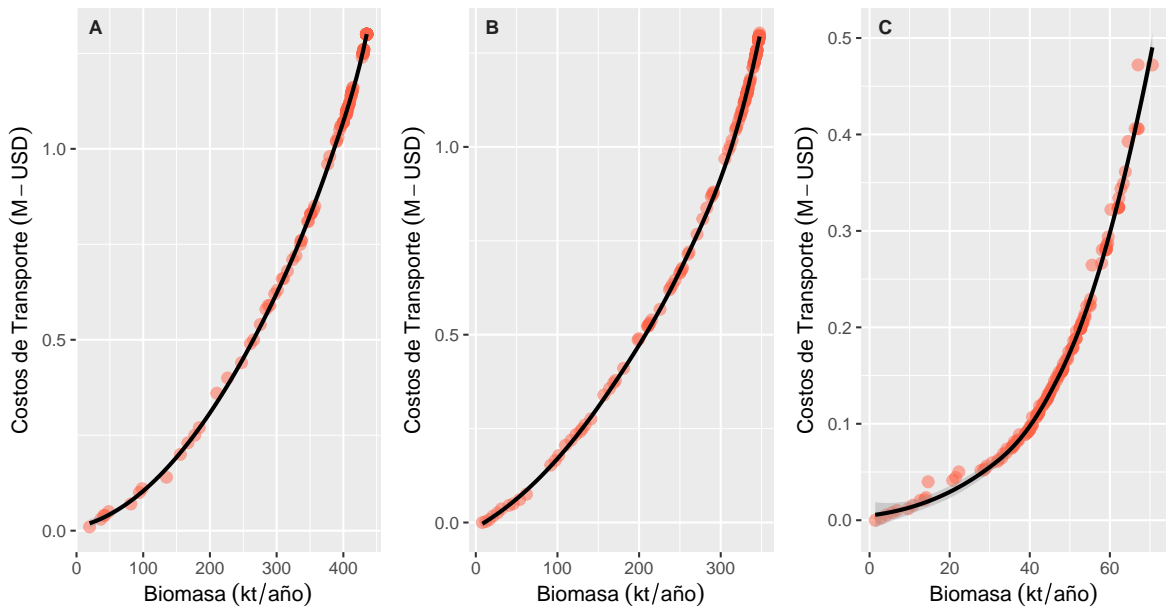 A
Costos de Transporte (M − USD)
1.0
0.5
0.0
0
100
200
300
400
Biomasa (kt/año)
B
Costos de Transporte (M − USD)
1.0
0.5
0.0
0
100
200
300
Biomasa (kt/año)
C
Costos de Transporte (M − USD)
0.5
0.4
0.3
0.2
0.1
0.0
0
20
40
60
Biomasa (kt/año)